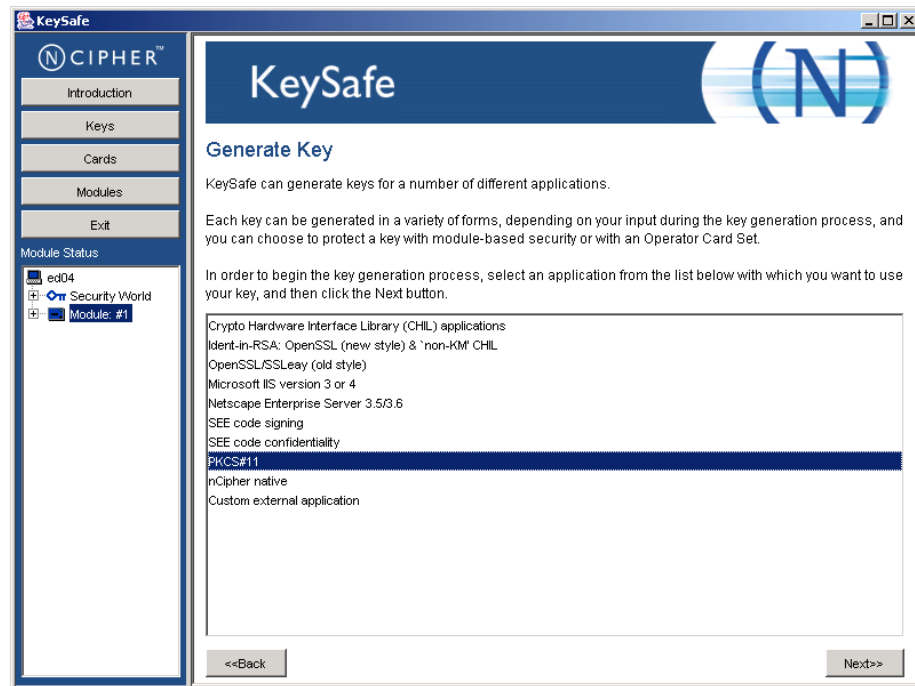 KeySafe
NCIPHER™
Introduction
Keys
Cards
Modules
Exit
Module Status
ed04
Security World
Module: #1
KeySafe
(N)
Generate Key
KeySafe can generate keys for a number of different applications.
Each key can be generated in a variety of forms, depending on your input during the key generation process, and
you can choose to protect a key with module-based security or with an Operator Card Set.
In order to begin the key generation process, select an application from the list below with which you want to use
your key, and then click the Next button.
Crypto Hardware Interface Library (CHIL) applications
Ident-in-RSA: OpenSSL (new style) & `non-KM' CHIL
OpenSSL/SSLeay (old style)
Microsoft IIS version 3 or 4
Netscape Enterprise Server 3.5/3.6
SEE code signing
SEE code confidentiality
PKCS#11
nCipher native
Custom external application
<<Back
Next>>